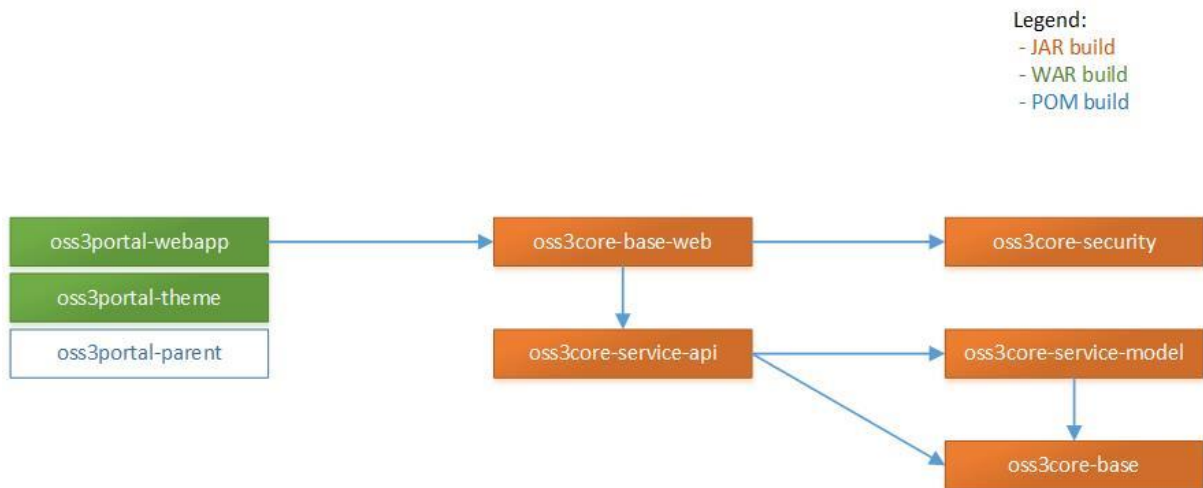 Legend:
- JAR build
- WAR build
- POM build
oss3portal-webapp
oss3core-base-web
oss3core-security
oss3portal-theme
oss3portal-parent
oss3core-service-api
oss3core-service-model
oss3core-base